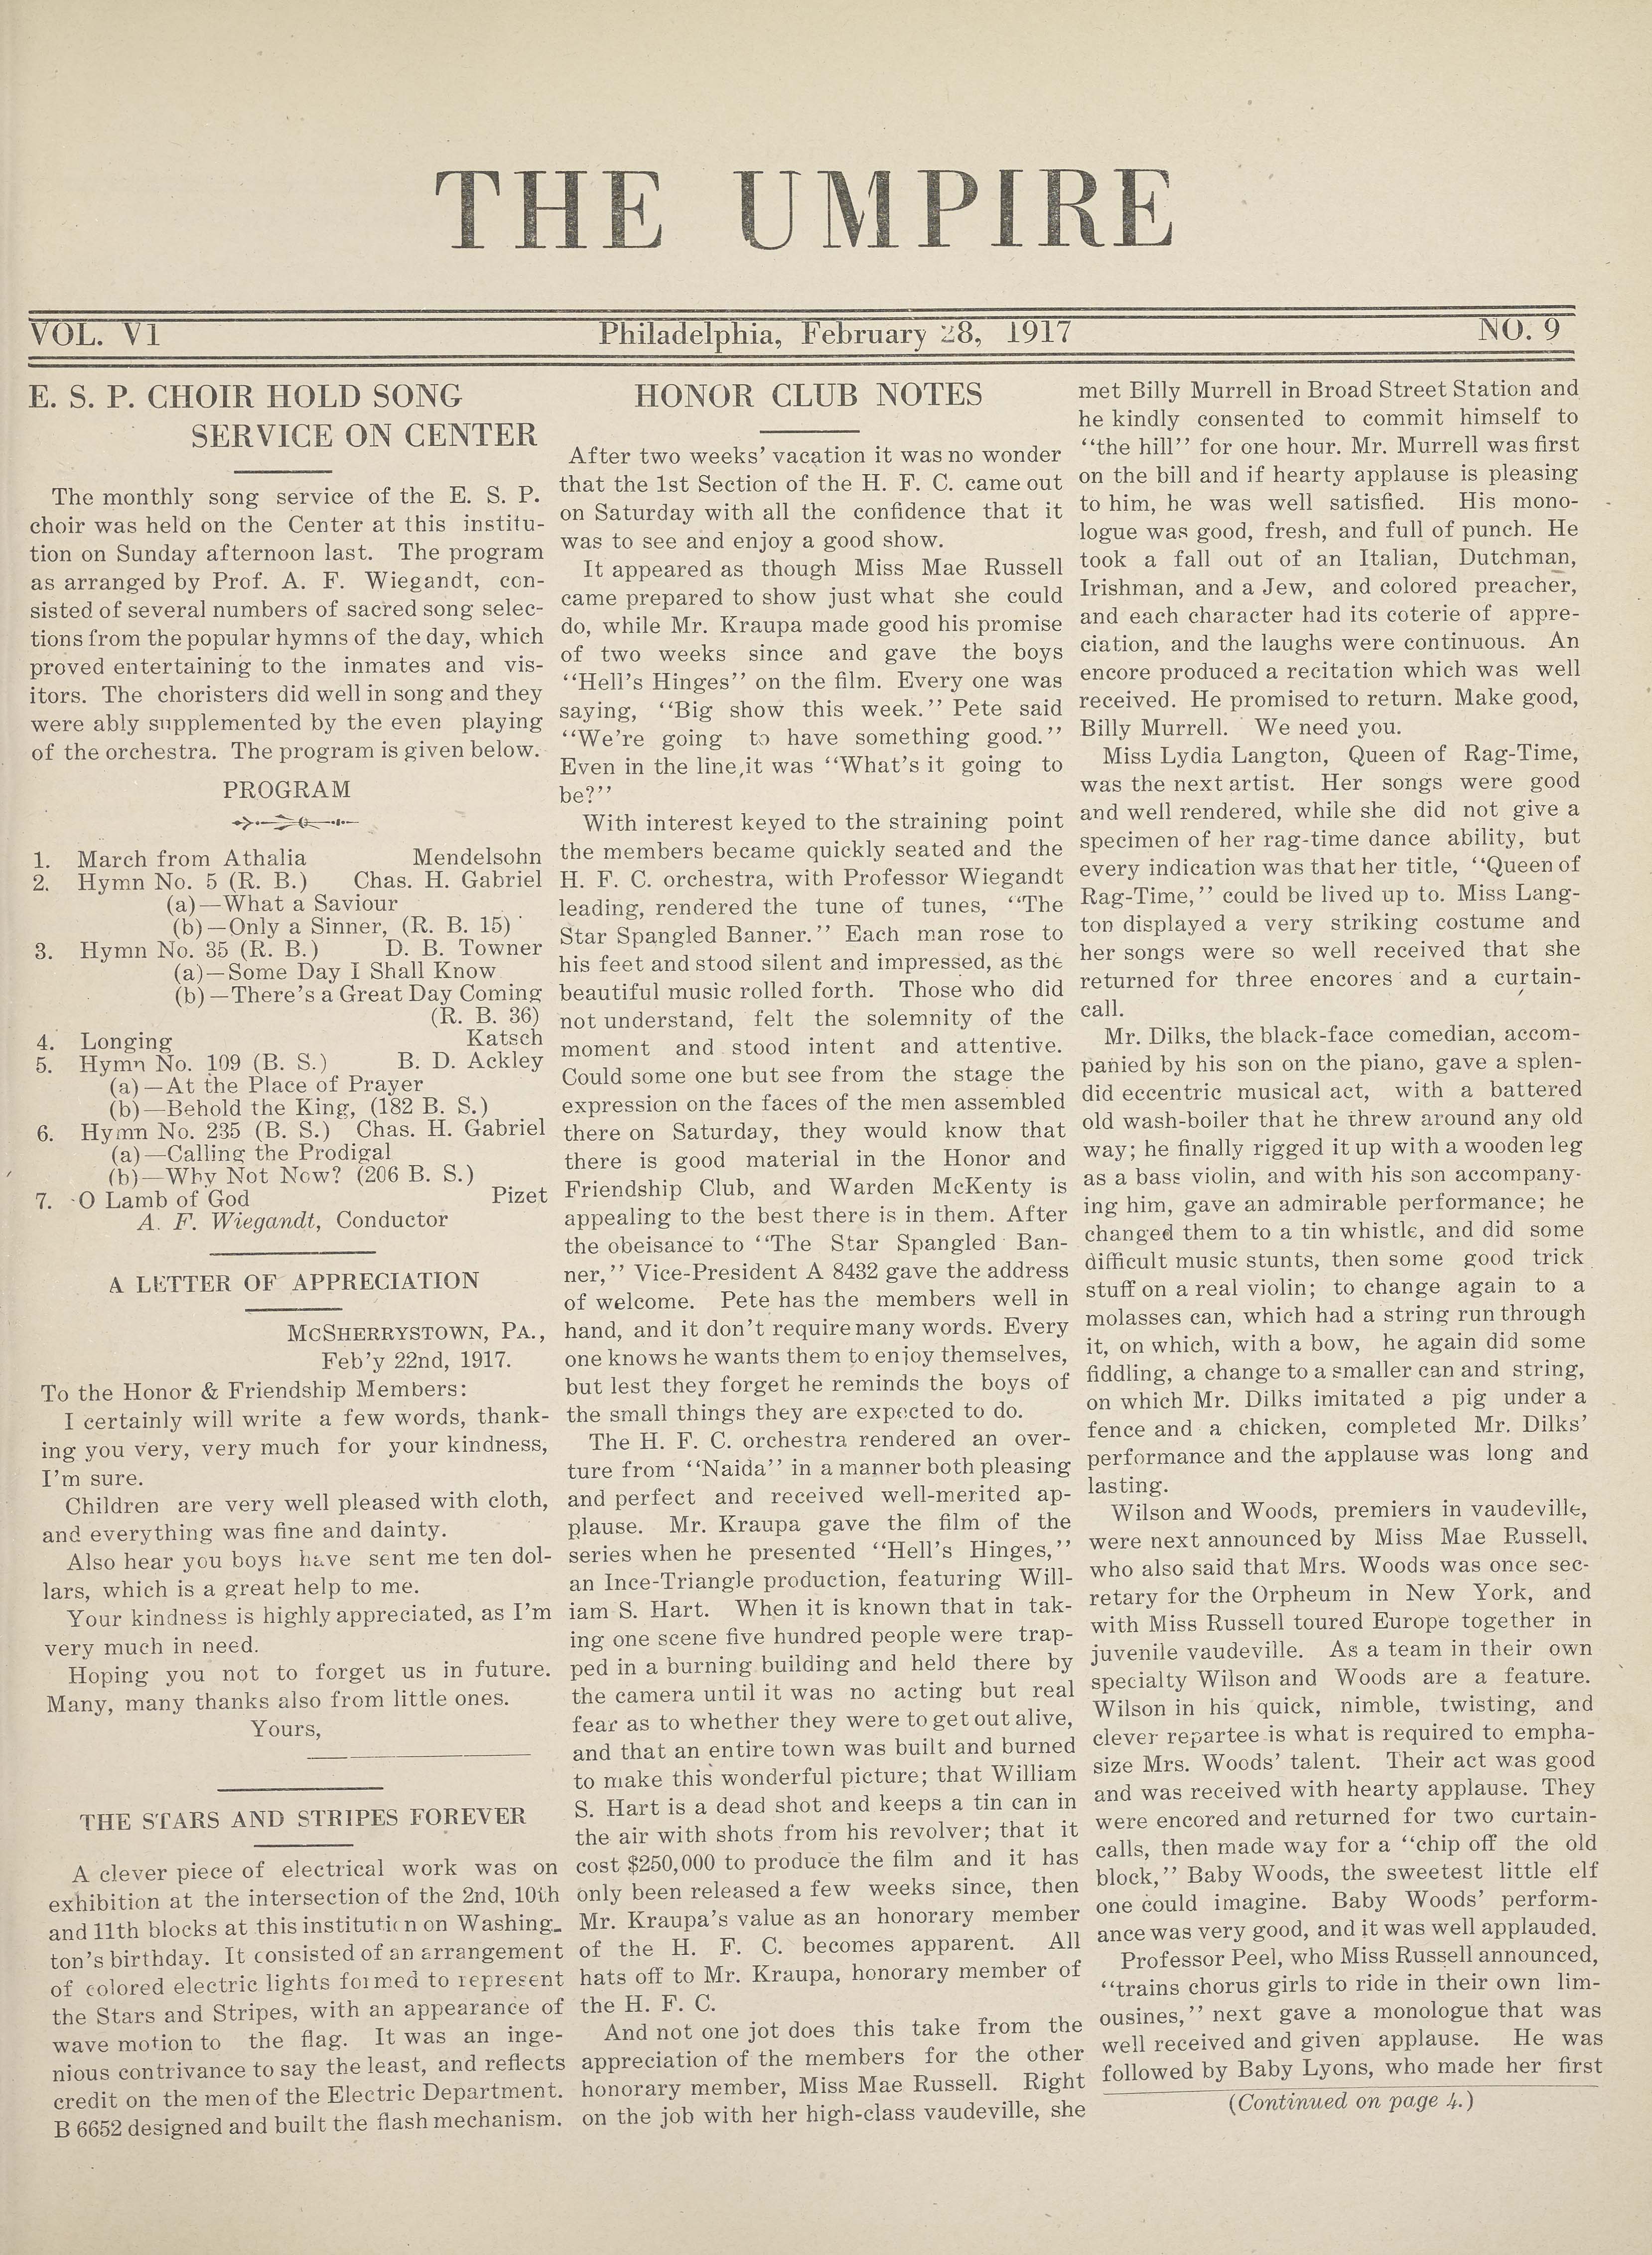 THE UMPIRE
VOL. VI
Philadelphia, February 28, 1917
NO. 9
E. S. P. CHOIR HOLD SONG
SERVICE ON CENTER
The monthly song service of the E. S. P.
choir was held on the Center at this institu-
tion on Sunday afternoon last. The program
as arranged by Prof. A. F. Wiegandt, con-
sisted of several numbers of sacred song selec-
tions from the popular hymns of the day, which
proved entertaining to the inmates and vis-
itors. The choristers did well in song and they
were ably supplemented by the even playing
of the orchestra. The program is given below.
PROGRAM
1. March from Athalia Mendelsohn
2. Hymn No. 5 (R. B.) Chas. H. Gabriel
(a)—What a Saviour
(b)—Only a Sinner, (R. B. 15)
3. Hymn No. 35 (R. B.) D. B. Towner
(a)—Some Day I Shall Know
(b)—There's a Great Day Coming
(R. B. 36)
4. Longing Katsch
5. Hymn No. 109 (B. S.) B. D. Ackley
(a)—At the Place of Prayer
(b)—Behold the King, (182 B. S.)
6. Hymn No. 235 (B. S.) Chas. H. Gabriel
(a)—Calling the Prodigal
(b)—Why Not Now? (206 B. S.)
7. O Lamb of God Pizet
A. F. Wiegandt, Conductor
A LETTER OF APPRECIATION
MCSHERRYSTOWN, PA.,
Feb'y 22nd, 1917.
To the Honor & Friendship Members:
I certainly will write a few words, thank-
ing you very, very much for your kindness,
I'm sure.
Children are very well pleased with cloth,
and everything was fine and dainty.
Also hear you boys have sent me ten dol-
lars, which is a great help to me.
Your kindness is highly appreciated, as I'm
very much in need.
Hoping you not to forget us in future.
Many, many thanks also from little ones.
Yours,
THE STARS AND STRIPES FOREVER
A clever piece of electrical work was on
exhibition at the intersection of the 2nd, 10th
and 11th blocks at this institution on Washing-
ton's birthday. It consisted of an arrangement
of colored electric lights formed to represent
the Stars and Stripes, with an appearance of
wave motion to the flag. It was an inge-
nious contrivance to say the least, and reflects
credit on the men of the Electric Department.
B 6652 designed and built the flash mechanism.
HONOR CLUB NOTES
After two weeks' vacation it was no wonder
that the 1st Section of the H. F. C. came out
on Saturday with all the confidence that it
was to see and enjoy a good show.
It appeared as though Miss Mae Russell
came prepared to show just what she could
do, while Mr. Kraupa made good his promise
of two weeks since and gave the boys
"Hell's Hinges" on the film. Every one was
saying, "Big show this week." Pete said
"We're going to have something good."
Even in the line,it was "What's it going to
be?"
With interest keyed to the straining point
the members became quickly seated and the
H. F. C. orchestra, with Professor Wiegandt
leading, rendered the tune of tunes, "The
Star Spangled Banner." Each man rose to
his feet and stood silent and impressed, as the
beautiful music rolled forth. Those who did
not understand, felt the solemnity of the
moment and stood intent and attentive.
Could some one but see from the stage the
expression on the faces of the men assembled
there on Saturday, they would know that
there is good material in the Honor and
Friendship Club, and Warden McKenty is
appealing to the best there is in them. After
the obeisance to "The Star Spangled Ban-
ner," Vice-President A 8432 gave the address
of welcome. Pete has the members well in
hand, and it don't require many words. Every
one knows he wants them to enjoy themselves,
but lest they forget he reminds the boys of
the small things they are expected to do.
The H. F. C. orchestra rendered an over-
ture from "Naida" in a manner both pleasing
and perfect and received well-merited ap-
plause. Mr. Kraupa gave the film of the
series when he presented "Hell's Hinges,"
an Ince-Triangle production, featuring Will-
iam S. Hart. When it is known that in tak-
ing one scene five hundred people were trap-
ped in a burning building and held there by
the camera until it was no acting but real
fear as to whether they were to get out alive,
and that an entire town was built and burned
to make this wonderful picture; that William
S. Hart is a dead shot and keeps a tin can in
the air with shots from his revolver; that it
cost $250,000 to produce the film and it has
only been released a few weeks since, then
Mr. Kraupa's value as an honorary member
of the H. F. C. becomes apparent. All
hats off to Mr. Kraupa, honorary member of
the H. F. C.
And not one jot does this take from the
appreciation of the members for the other
honorary member, Miss Mae Russell. Right
on the job with her high-class vaudeville, she
met Billy Murrell in Broad Street Station and
he kindly consented to commit himself to
"the hill" for one hour. Mr. Murrell was first
on the bill and if hearty applause is pleasing
to him, he was well satisfied. His mono-
logue was good, fresh, and full of punch. He
took a fall out of an Italian, Dutchman,
Irishman, and a Jew, and colored preacher,
and each character had its coterie of appre-
ciation, and the laughs were continuous. An
encore produced a recitation which was well
received. He promised to return. Make good,
Billy Murrell. We need you.
Miss Lydia Langton, Queen of Rag-Time,
was the next artist. Her songs were good
and well rendered, while she did not give a
specimen of her rag-time dance ability, but
every indication was that her title, "Queen of
Rag-Time," could be lived up to. Miss Lang-
ton displayed a very striking costume and
her songs were so well received that she
returned for three encores and a curtain-
call.
Mr. Dilks, the black-face comedian, accom-
panied by his son on the piano, gave a splen-
did eccentric musical act, with a battered
old wash-boiler that he threw around any old
way; he finally rigged it up with a wooden leg
as a bass violin, and with his son accompany-
ing him, gave an admirable performance; he
changed them to a tin whistle, and did some
difficult music stunts, then some good trick
stuff on a real violin; to change again to a
molasses can, which had a string run through
it, on which, with a bow, he again did some
fiddling, a change to a smaller can and string,
on which Mr. Dilks imitated a pig under a
fence and a chicken, completed Mr. Dilks'
performance and the applause was long and
lasting.
Wilson and Woods, premiers in vaudeville,
were next announced by Miss Mae Russell,
who also said that Mrs. Woods was once sec-
retary for the Orpheum in New York, and
with Miss Russell toured Europe together in
juvenile vaudeville. As a team in their own
specialty Wilson and Woods are a feature.
Wilson in his quick, nimble, twisting, and
clever repartee is what is required to empha-
size Mrs. Woods' talent. Their act was good
and was received with hearty applause. They
were encored and returned for two curtain-
calls, then made way for a "chip off the old
block," Baby Woods, the sweetest little elf
one could imagine. Baby Woods' perform-
ance was very good, and it was well applauded.
Professor Peel, who Miss Russell announced,
"trains chorus girls to ride in their own lim-
ousines," next gave a monologue that was
well received and given applause. He was
followed by Baby Lyons, who made her first
(Continued on page 4.)